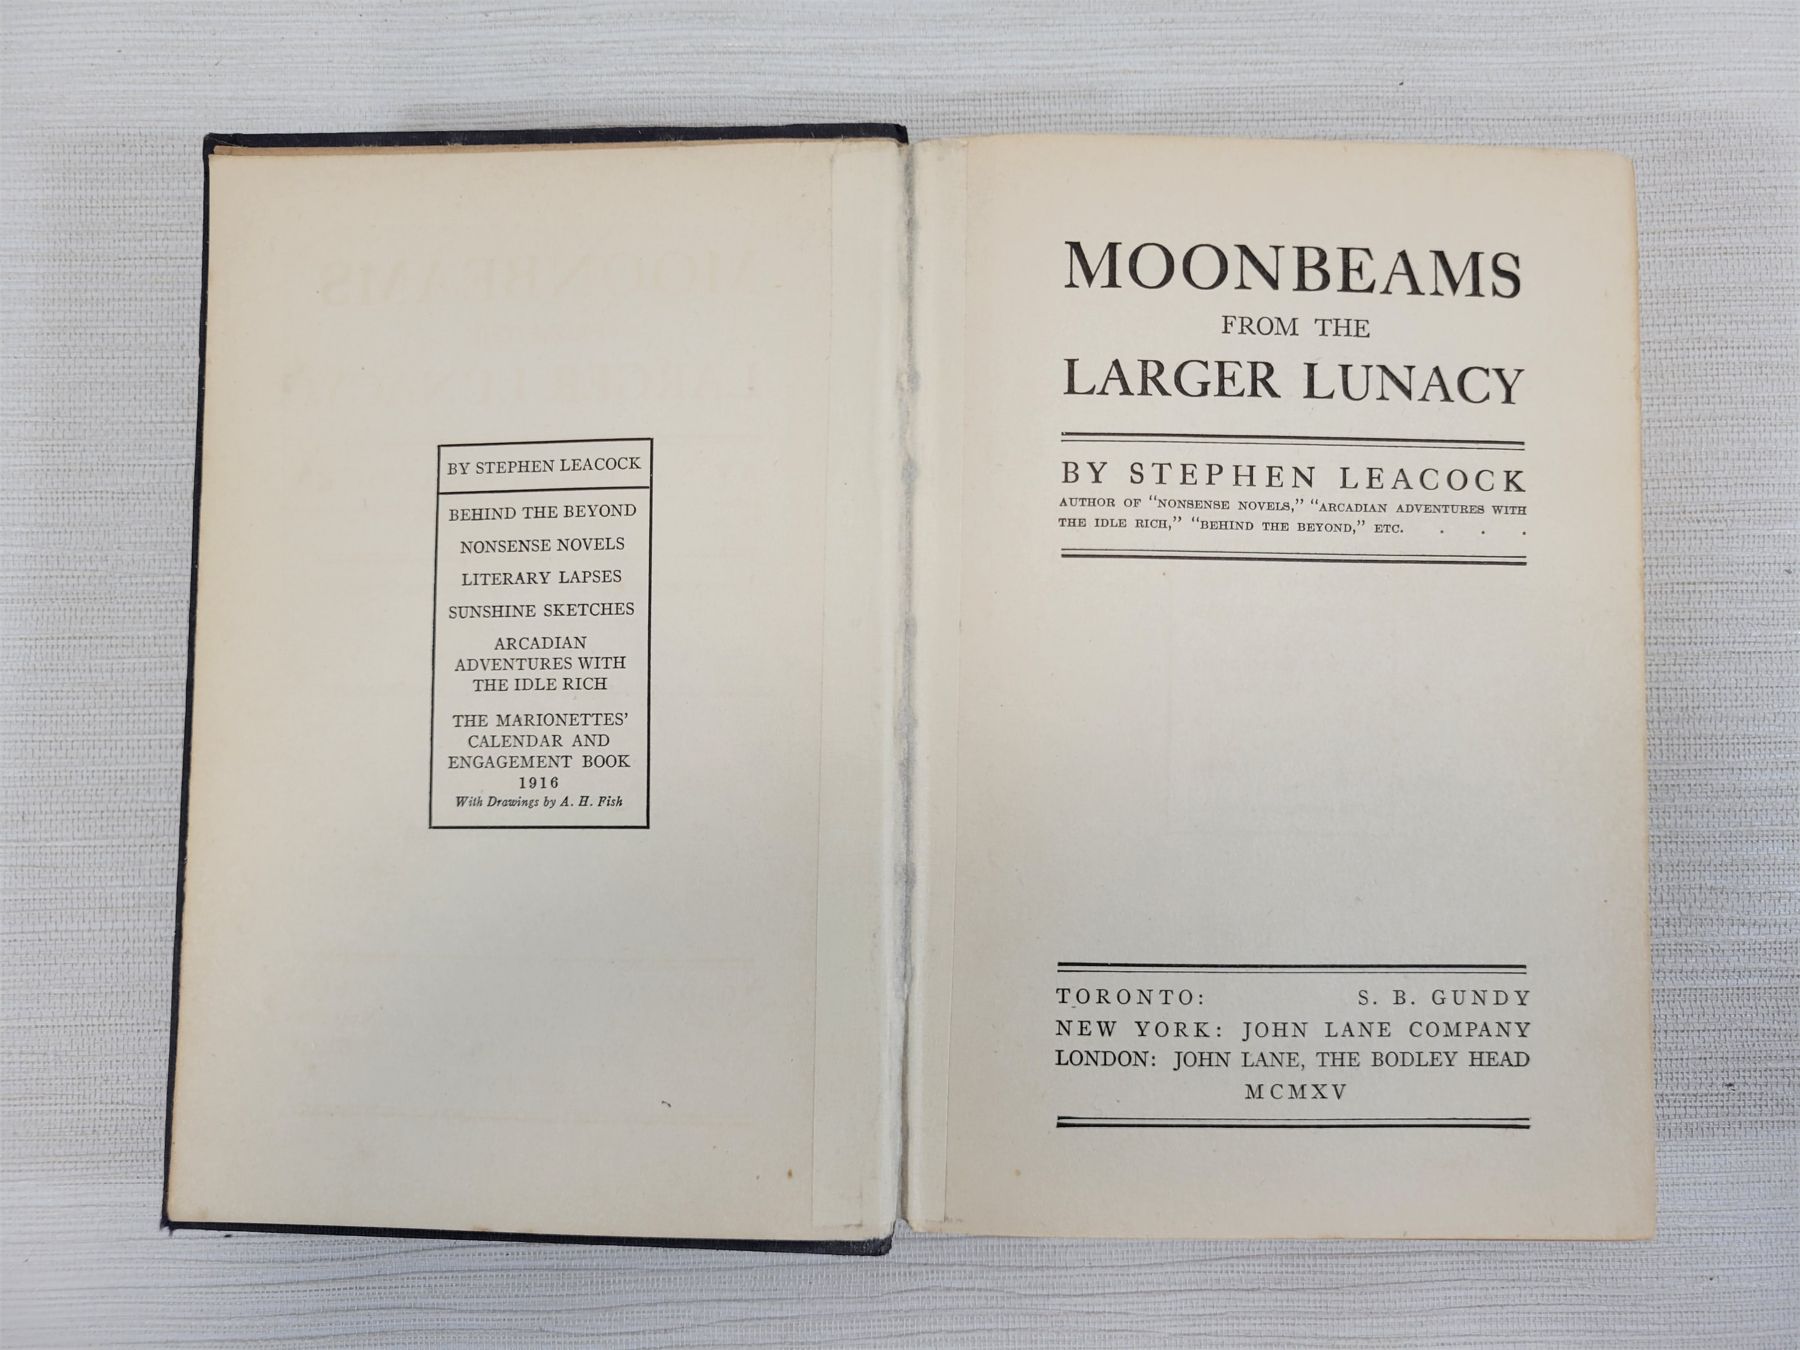 BY STEPHEN LEACOCK
BEHIND THE BEYOND
NONSENSE NOVELS
LITERARY LAPSES
SUNSHINE SKETCHES
ARCADIAN
ADVENTURES WITH
THE IDLE RICH
THE MARIONETTES'
CALENDAR AND
ENGAGEMENT BOOK
1916
With Drawings by A. H. Fish
MOONBEAMS
FROM THE
LARGER LUNACY
BY STEPHEN LEACOCK
AUTHOR OF "NONSENSE NOVELS," "ARCADIAN ADVENTURES WITH
THE IDLE RICH," "BEHIND THE BEYOND," ETC. . . .
TORONTO: S. B. GUNDY
NEW YORK: JOHN LANE COMPANY
LONDON: JOHN LANE, THE BODLEY HEAD
MCMXV